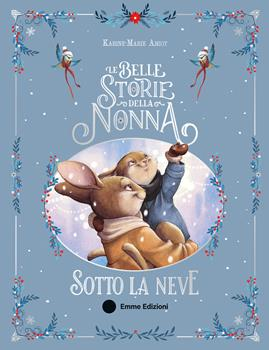 Karine-Marie Amiot
Le Belle
Storie
della
Nonna
Sotto la neve
Emme Edizioni